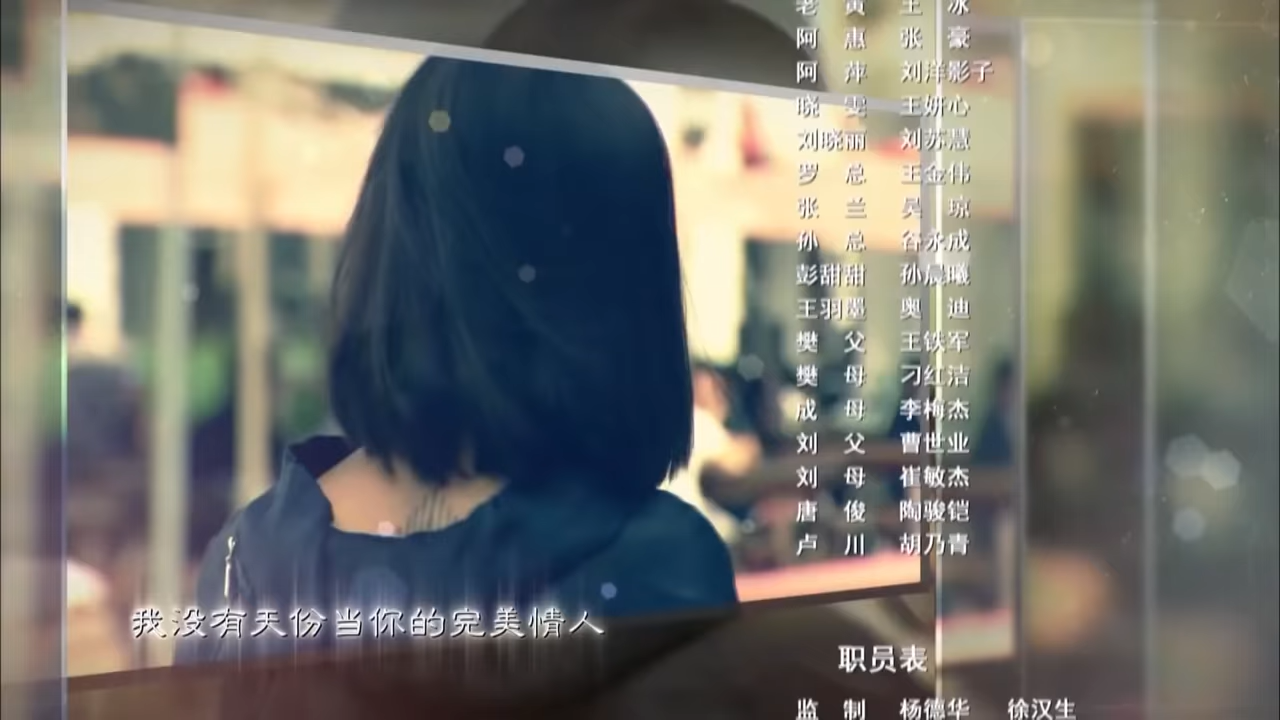 老 黄 王 冰
阿 惠 张 豪
阿 萍 刘洋影子
晓 雯 王妍心
刘晓丽 刘苏慧
罗 总 王金伟
张 兰 吴 琼
孙 总 谷永成
彭甜甜 孙晨曦
王羽墨 奥 迪
樊 父 王铁军
樊 母 刁红洁
成 母 李梅杰
刘 父 曹世业
刘 母 崔敏杰
唐 俊 陶骏铠
卢 川 胡乃青
我没有天份当你的完美情人
职员表
监 制 杨德华 徐汉生